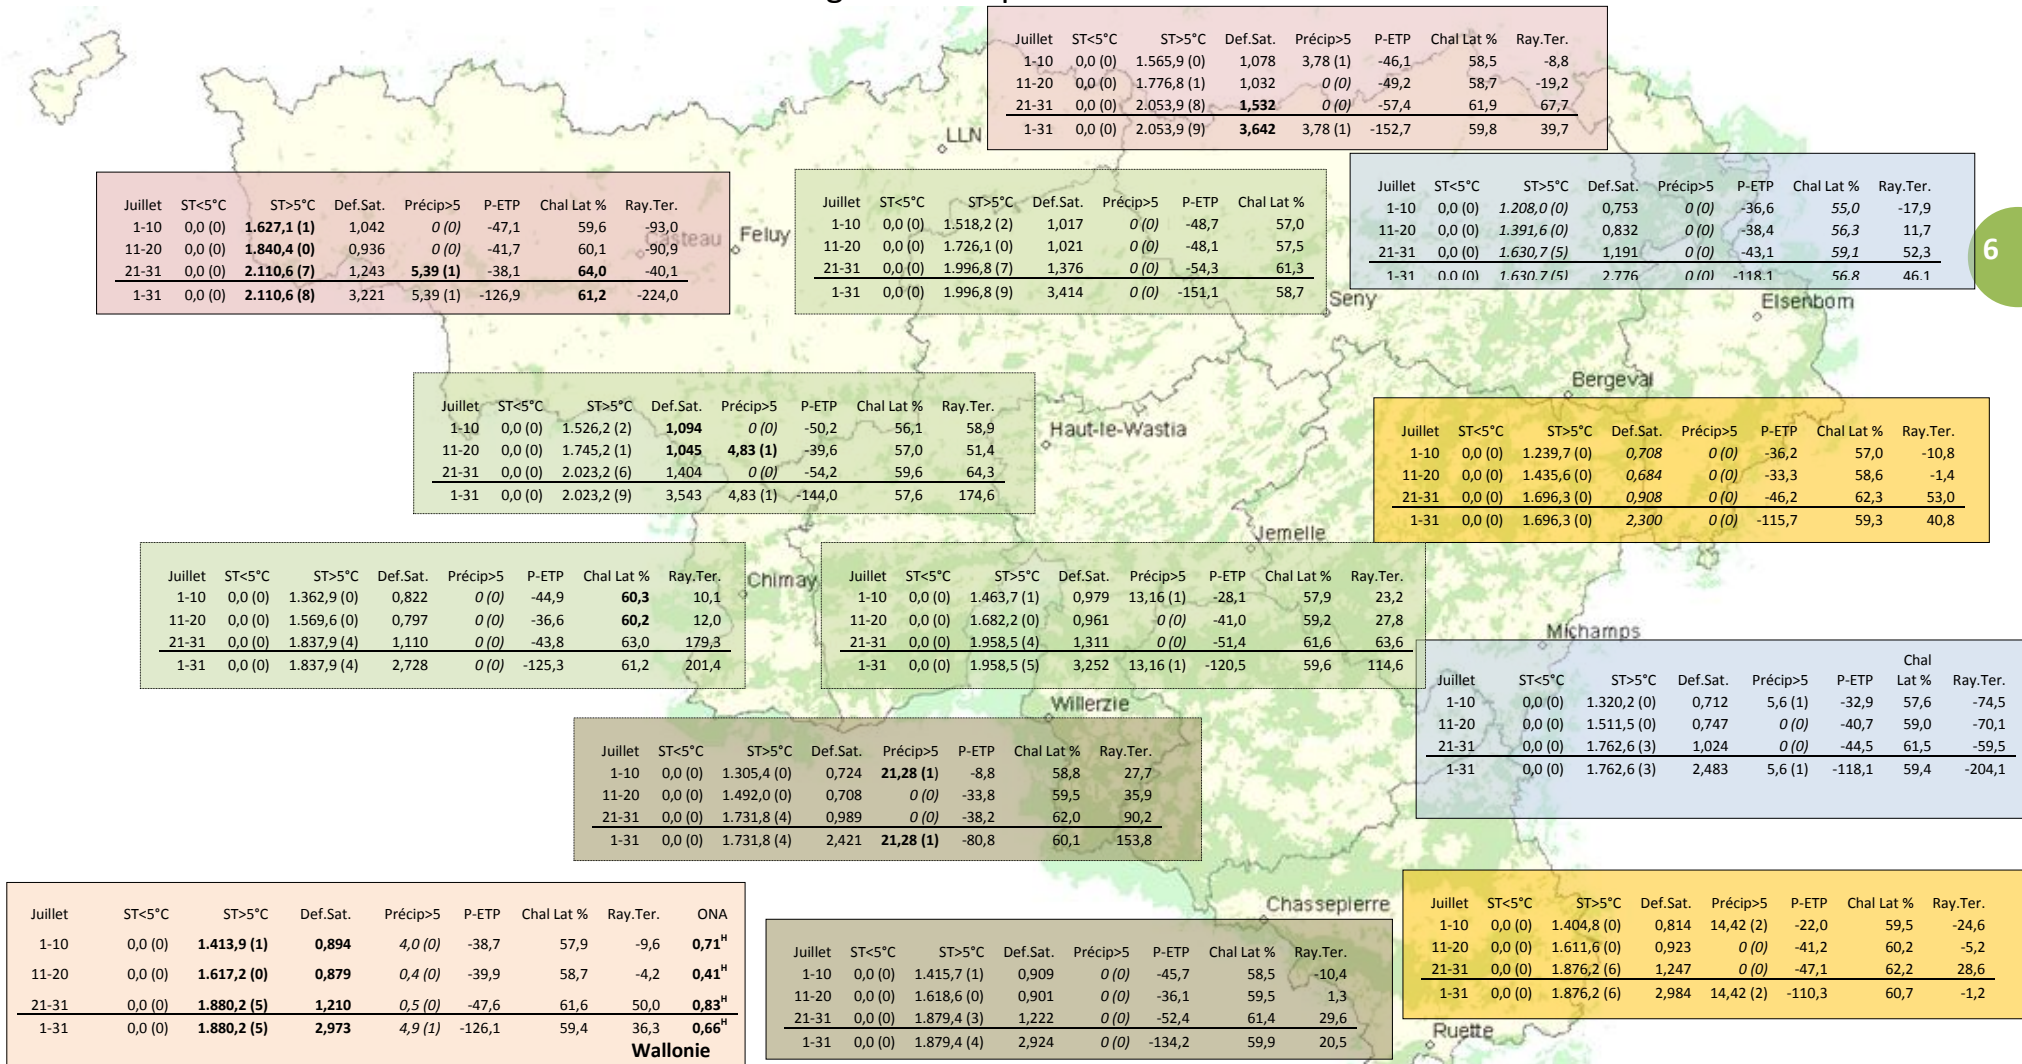 Juillet ST<5°C ST>5°C Def.Sat. Précip>5 P-ETP Chal Lat % Ray.Ter.
1-10 0,0 (0) 1.565,9 (0) 1,078 3,78 (1) -46,1 58,5 -8,8
11-20 0,0 (0) 1.776,8 (1) 1,032 0 (0) -49,2 58,7 -19,2
21-31 0,0 (0) 2.053,9 (8) 1,532 0 (0) -57,4 61,9 67,7
1-31 0,0 (0) 2.053,9 (9) 3,642 3,78 (1) -152,7 59,8 39,7
LLN
Juillet ST<5°C ST>5°C Def.Sat. Précip>5 P-ETP Chal Lat % Ray.Ter.
1-10 0,0 (0) 1.627,1 (1) 1,042 0 (0) -47,1 59,6 -93,0
11-20 0,0 (0) 1.840,4 (0) 0,936 0 (0) -41,7 60,1 -90,9
21-31 0,0 (0) 2.110,6 (7) 1,243 5,39 (1) -38,1 64,0 -40,1
1-31 0,0 (0) 2.110,6 (8) 3,221 5,39 (1) -126,9 61,2 -224,0
Casteau
Feluy
Juillet ST<5°C ST>5°C Def.Sat. Précip>5 P-ETP Chal Lat %
1-10 0,0 (0) 1.518,2 (2) 1,017 0 (0) -48,7 57,0
11-20 0,0 (0) 1.726,1 (0) 1,021 0 (0) -48,1 57,5
21-31 0,0 (0) 1.996,8 (7) 1,376 0 (0) -54,3 61,3
1-31 0,0 (0) 1.996,8 (9) 3,414 0 (0) -151,1 58,7
Seny
Juillet ST<5°C ST>5°C Def.Sat. Précip>5 P-ETP Chal Lat % Ray.Ter.
1-10 0,0 (0) 1.208,0 (0) 0,753 0 (0) -36,6 55,0 -17,9
11-20 0,0 (0) 1.391,6 (0) 0,832 0 (0) -38,4 56,3 11,7
21-31 0,0 (0) 1.630,7 (5) 1,191 0 (0) -43,1 59,1 52,3
1-31 0,0 (0) 1.630,7 (5) 2,776 0 (0) -118,1 56,8 46,1
6
Elsenborn
Bergeval
Juillet ST<5°C ST>5°C Def.Sat. Précip>5 P-ETP Chal Lat % Ray.Ter.
1-10 0,0 (0) 1.526,2 (2) 1,094 0 (0) -50,2 56,1 58,9
11-20 0,0 (0) 1.745,2 (1) 1,045 4,83 (1) -39,6 57,0 51,4
21-31 0,0 (0) 2.023,2 (6) 1,404 0 (0) -54,2 59,6 64,3
1-31 0,0 (0) 2.023,2 (9) 3,543 4,83 (1) -144,0 57,6 174,6
Haut-le-Wastia
Juillet ST<5°C ST>5°C Def.Sat. Précip>5 P-ETP Chal Lat % Ray.Ter.
1-10 0,0 (0) 1.239,7 (0) 0,708 0 (0) -36,2 57,0 -10,8
11-20 0,0 (0) 1.435,6 (0) 0,684 0 (0) -33,3 58,6 -1,4
21-31 0,0 (0) 1.696,3 (0) 0,908 0 (0) -46,2 62,3 53,0
1-31 0,0 (0) 1.696,3 (0) 2,300 0 (0) -115,7 59,3 40,8
Jemelle
Juillet ST<5°C ST>5°C Def.Sat. Précip>5 P-ETP Chal Lat % Ray.Ter.
1-10 0,0 (0) 1.362,9 (0) 0,822 0 (0) -44,9 60,3 10,1
11-20 0,0 (0) 1.569,6 (0) 0,797 0 (0) -36,6 60,2 12,0
21-31 0,0 (0) 1.837,9 (4) 1,110 0 (0) -43,8 63,0 179,3
1-31 0,0 (0) 1.837,9 (4) 2,728 0 (0) -125,3 61,2 201,4
Chimay
Juillet ST<5°C ST>5°C Def.Sat. Précip>5 P-ETP Chal Lat % Ray.Ter.
1-10 0,0 (0) 1.463,7 (1) 0,979 13,16 (1) -28,1 57,9 23,2
11-20 0,0 (0) 1.682,2 (0) 0,961 0 (0) -41,0 59,2 27,8
21-31 0,0 (0) 1.958,5 (4) 1,311 0 (0) -51,4 61,6 63,6
1-31 0,0 (0) 1.958,5 (5) 3,252 13,16 (1) -120,5 59,6 114,6
Michamps
Chal
Juillet ST<5°C ST>5°C Def.Sat. Précip>5 P-ETP Lat % Ray.Ter.
1-10 0,0 (0) 1.320,2 (0) 0,712 5,6 (1) -32,9 57,6 -74,5
11-20 0,0 (0) 1.511,5 (0) 0,747 0 (0) -40,7 59,0 -70,1
21-31 0,0 (0) 1.762,6 (3) 1,024 0 (0) -44,5 61,5 -59,5
1-31 0,0 (0) 1.762,6 (3) 2,483 5,6 (1) -118,1 59,4 -204,1
Willerzie
Juillet ST<5°C ST>5°C Def.Sat. Précip>5 P-ETP Chal Lat % Ray.Ter.
1-10 0,0 (0) 1.305,4 (0) 0,724 21,28 (1) -8,8 58,8 27,7
11-20 0,0 (0) 1.492,0 (0) 0,708 0 (0) -33,8 59,5 35,9
21-31 0,0 (0) 1.731,8 (4) 0,989 0 (0) -38,2 62,0 90,2
1-31 0,0 (0) 1.731,8 (4) 2,421 21,28 (1) -80,8 60,1 153,8
Juillet ST<5°C ST>5°C Def.Sat. Précip>5 P-ETP Chal Lat % Ray.Ter. ONA
1-10 0,0 (0) 1.413,9 (1) 0,894 4,0 (0) -38,7 57,9 -9,6 0,71H
11-20 0,0 (0) 1.617,2 (0) 0,879 0,4 (0) -39,9 58,7 -4,2 0,41H
21-31 0,0 (0) 1.880,2 (5) 1,210 0,5 (0) -47,6 61,6 50,0 0,83H
1-31 0,0 (0) 1.880,2 (5) 2,973 4,9 (1) -126,1 59,4 36,3 0,66H
Wallonie
Chassepierre
Juillet ST<5°C ST>5°C Def.Sat. Précip>5 P-ETP Chal Lat % Ray.Ter.
1-10 0,0 (0) 1.415,7 (1) 0,909 0 (0) -45,7 58,5 -10,4
11-20 0,0 (0) 1.618,6 (0) 0,901 0 (0) -36,1 59,5 1,3
21-31 0,0 (0) 1.879,4 (3) 1,222 0 (0) -52,4 61,4 29,6
1-31 0,0 (0) 1.879,4 (4) 2,924 0 (0) -134,2 59,9 20,5
Juillet ST<5°C ST>5°C Def.Sat. Précip>5 P-ETP Chal Lat % Ray.Ter.
1-10 0,0 (0) 1.404,8 (0) 0,814 14,42 (2) -22,0 59,5 -24,6
11-20 0,0 (0) 1.611,6 (0) 0,923 0 (0) -41,2 60,2 -5,2
21-31 0,0 (0) 1.876,2 (6) 1,247 0 (0) -47,1 62,2 28,6
1-31 0,0 (0) 1.876,2 (6) 2,984 14,42 (2) -110,3 60,7 -1,2
Ruette